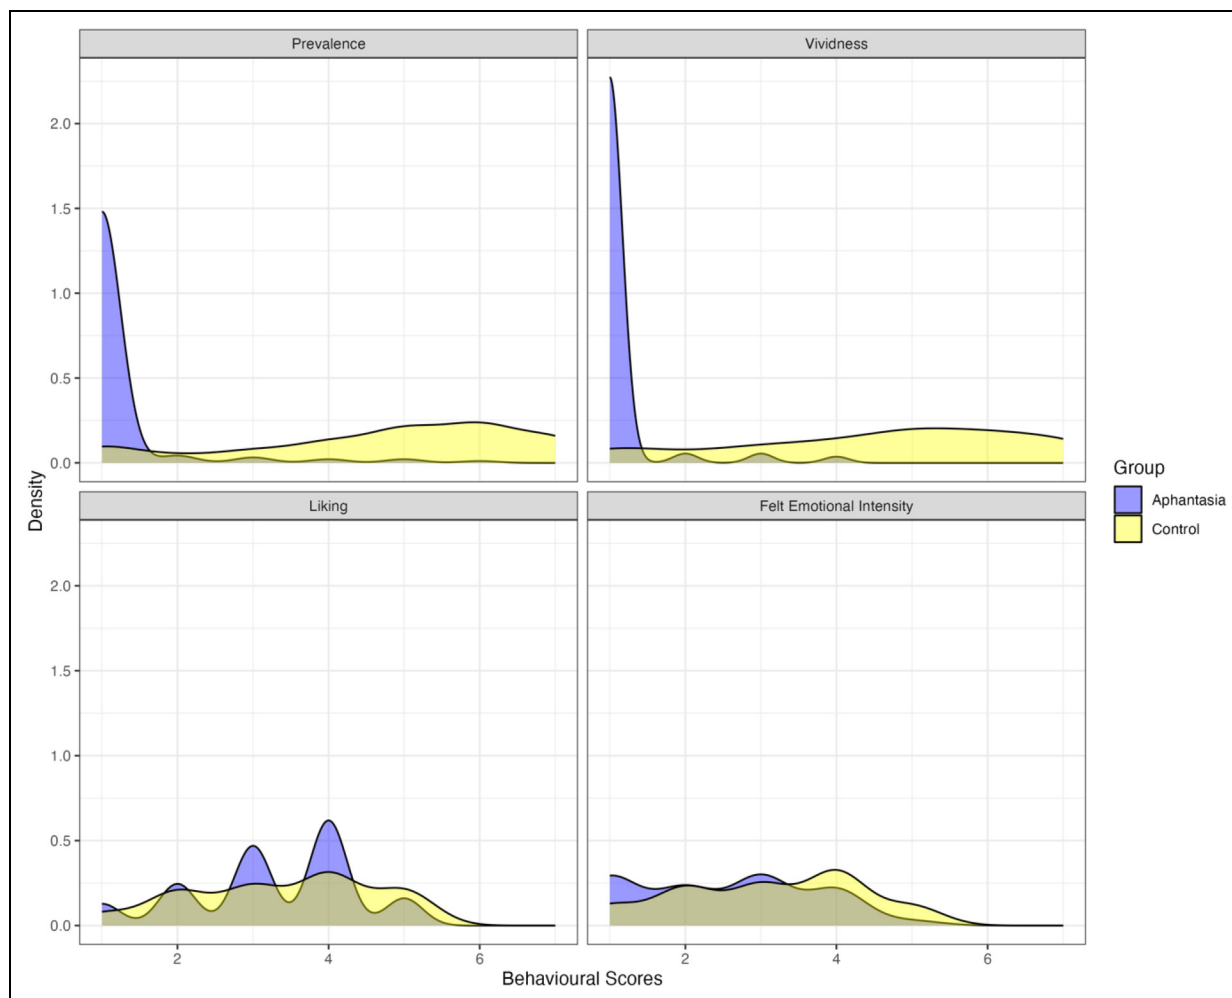 Prevalence
Vividness
2.0
1.5
1.0
0.5
0.0
Liking
Felt Emotional Intensity
2.0
1.5
1.0
0.5
0.0
2 4 6
2 4 6
Density
Behavioural Scores
Group
Aphantasia
Control